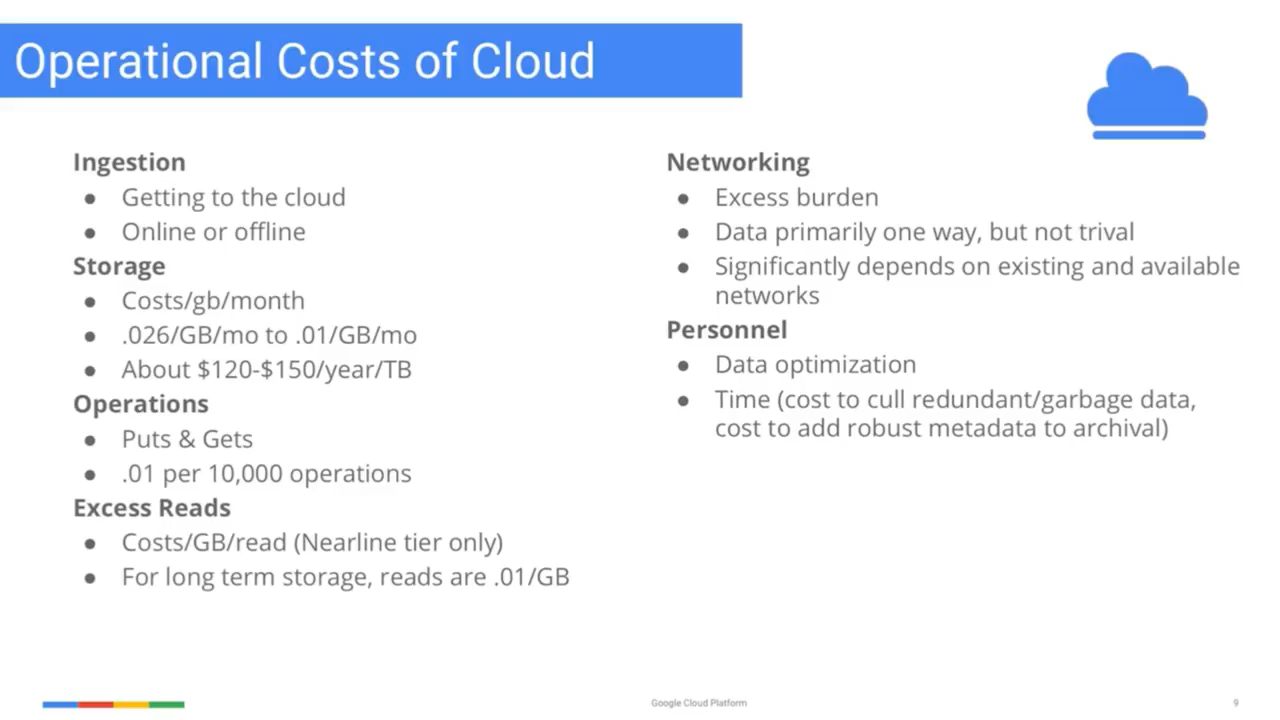 Operational Costs of Cloud
Ingestion
● Getting to the cloud
● Online or offline
Storage
● Costs/gb/month
● .026/GB/mo to .01/GB/mo
● About $120-$150/year/TB
Operations
● Puts & Gets
● .01 per 10,000 operations
Excess Reads
● Costs/GB/read (Nearline tier only)
● For long term storage, reads are .01/GB
Networking
● Excess burden
● Data primarily one way, but not trival
● Significantly depends on existing and available
networks
Personnel
● Data optimization
● Time (cost to cull redundant/garbage data,
cost to add robust metadata to archival)
Google Cloud Platform
9